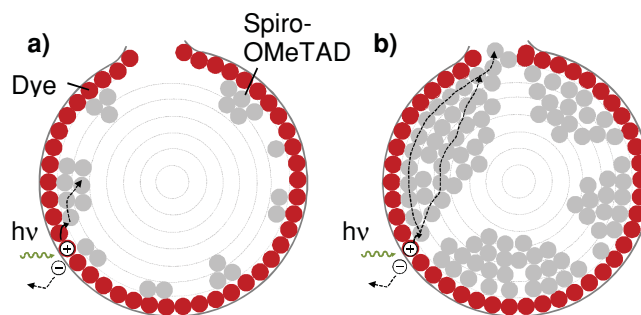 a)
Spiro-
OMeTAD
Dye
hν
+
−
b)
hν
+
−